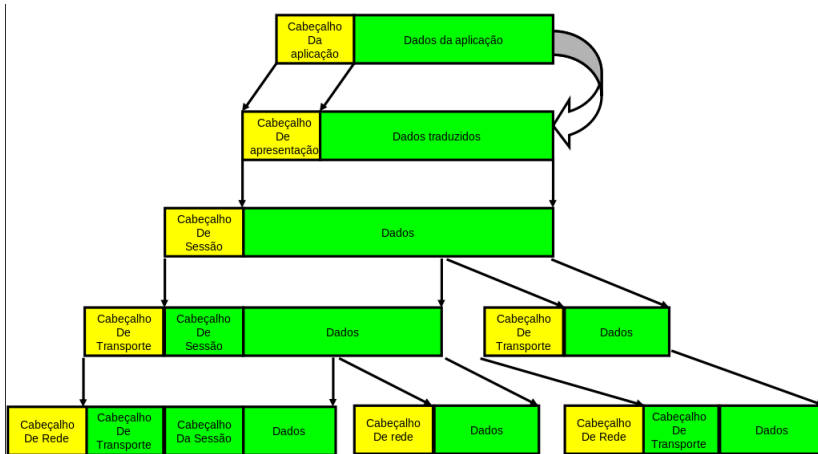 Cabeçalho
Da
aplicação
Dados da aplicação
Cabeçalho
De
apresentação
Dados traduzidos
Cabeçalho
De
Sessão
Dados
Cabeçalho
De
Transporte
Cabeçalho
De
Sessão
Dados
Cabeçalho
De
Transporte
Dados
Cabeçalho
De Rede
Cabeçalho
De
Transporte
Cabeçalho
Da Sessão
Dados
Cabeçalho
De rede
Dados
Cabeçalho
De Rede
Cabeçalho
De
Transporte
Dados